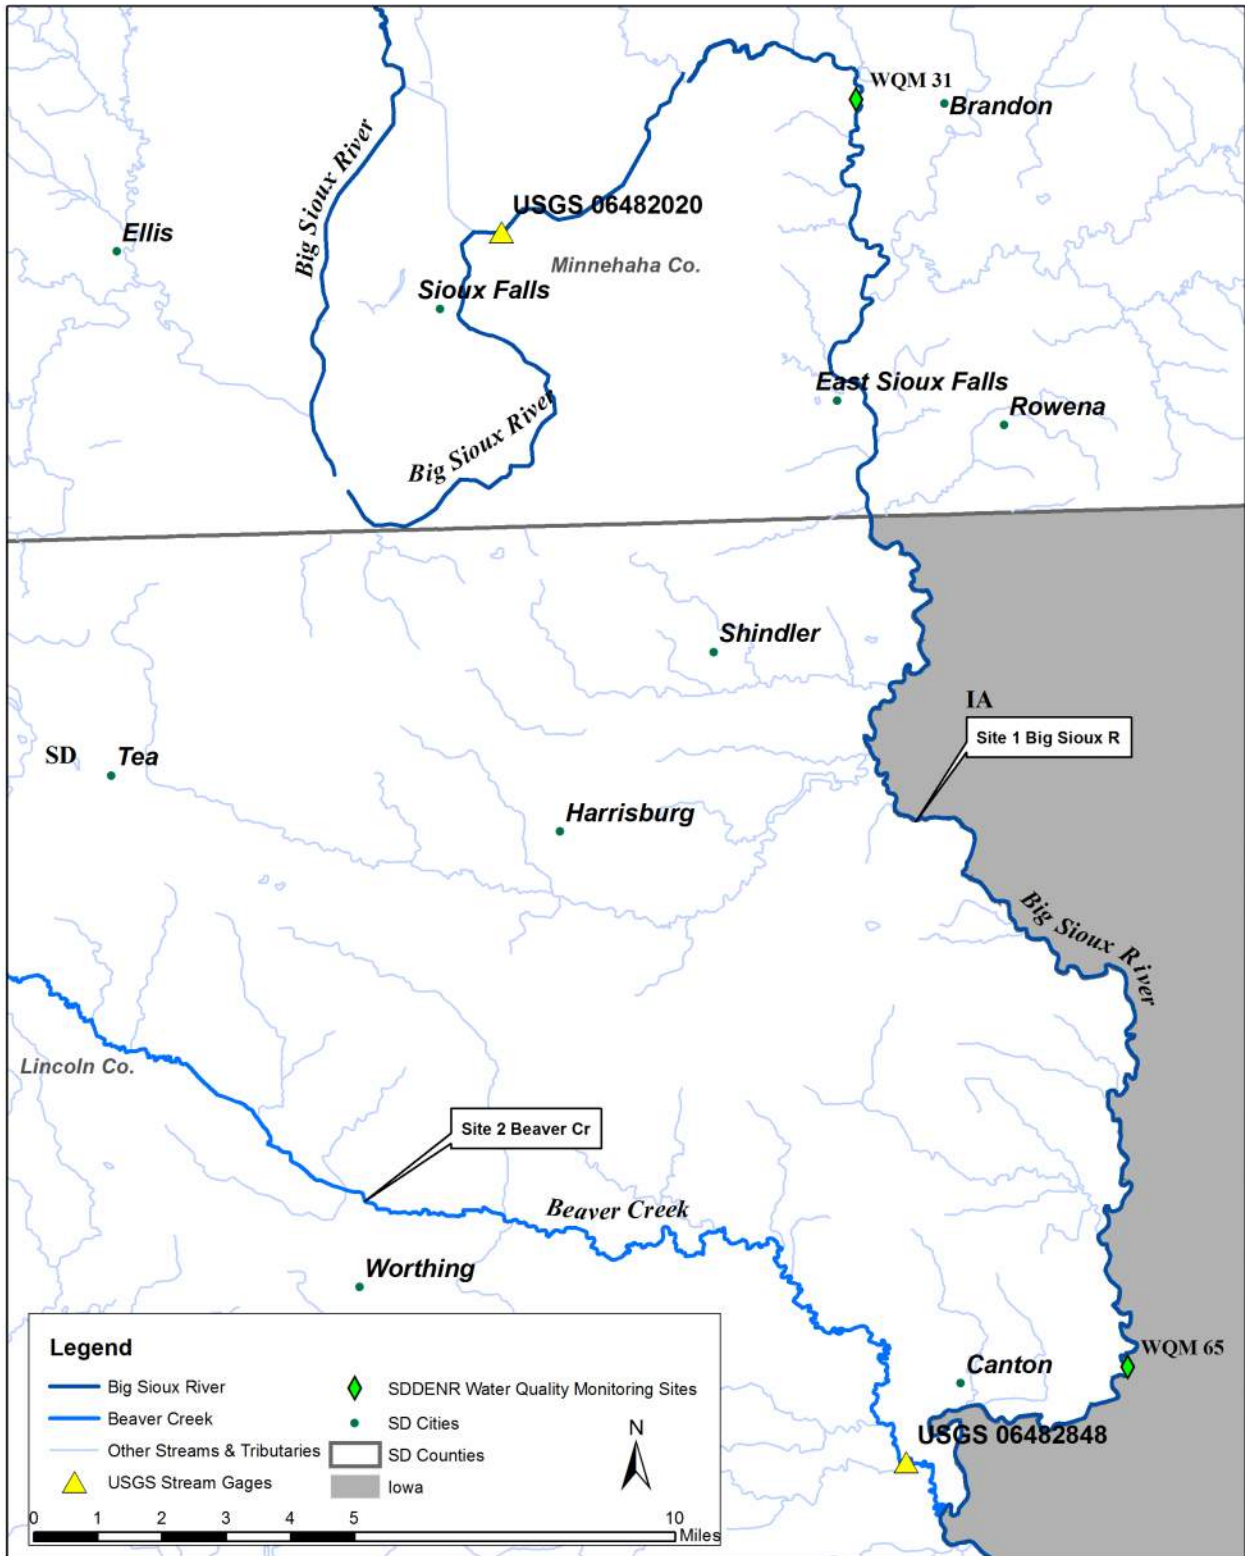 WQM 31
Brandon
Big Sioux River
USGS 06482020
Ellis
Minnehaha Co.
Sioux Falls
East Sioux Falls
Rowena
Big Sioux River
Shindler
IA
Site 1 Big Sioux R
SD
Tea
Harrisburg
Big Sioux River
Lincoln Co.
Site 2 Beaver Cr
Beaver Creek
Worthing
WQM 65
Canton
USGS 06482848
Legend
Big Sioux River
Beaver Creek
Other Streams & Tributaries
USGS Stream Gages
SDDENR Water Quality Monitoring Sites
SD Cities
SD Counties
Iowa
N
0 1 2 3 4 5 10 Miles